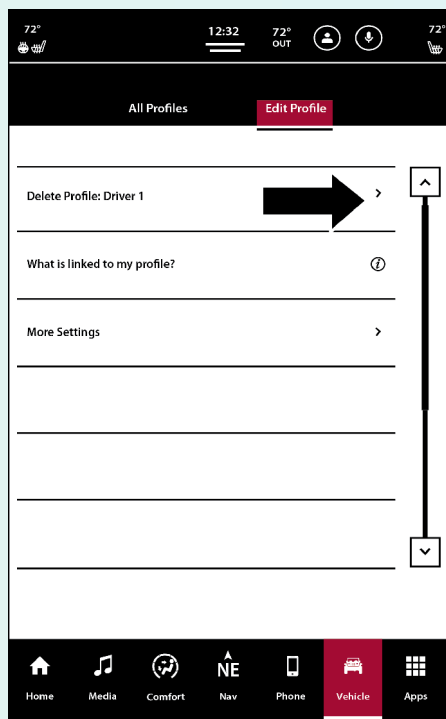 72° 12:32 72° 72°
OUT
All Profiles Edit Profile
Delete Profile: Driver 1
What is linked to my profile? i
More Settings
NE
Home Media Comfort Nav Phone Vehicle Apps